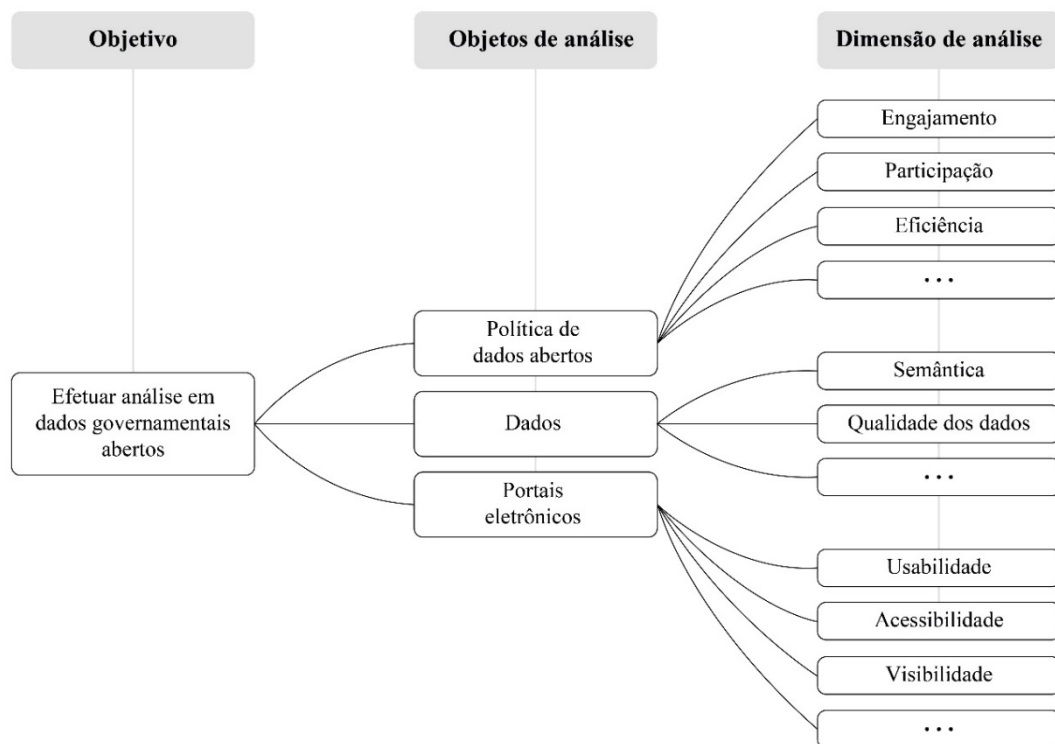 Objetivo
Objetos de análise
Dimensão de análise
Efetuar análise em
dados governamentais
abertos
Política de
dados abertos
Dados
Portais
eletrônicos
Engajamento
Participação
Eficiência
...
Semântica
Qualidade dos dados
...
Usabilidade
Acessibilidade
Visibilidade
...